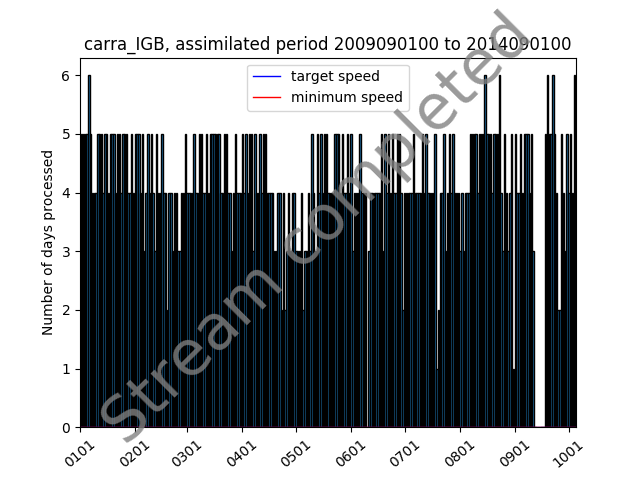 carra_IGB, assimilated period 2009090100 to 2014090100
target speed
minimum speed
Number of days processed
6
5
4
3
2
1
0
0101 0201 0301 0401 0501 0601 0701 0801 0901 1001
Stream completed